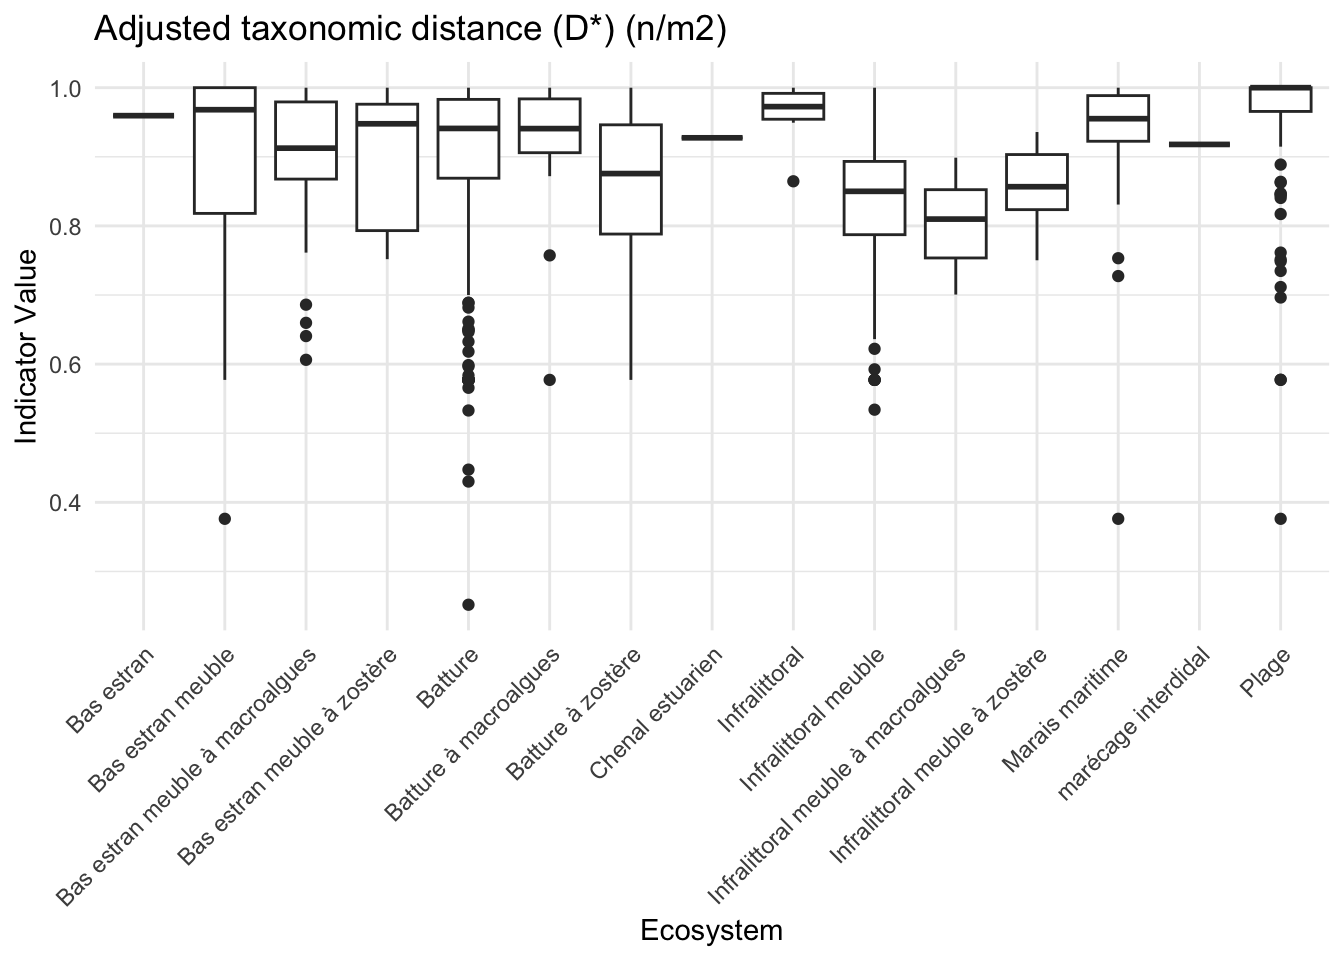 Adjusted taxonomic distance (D*) (n/m2)
Indicator Value
1.0
0.8
0.6
0.4
Bas estran
Bas estran meuble
Bas estran meuble à macroalgues
Bas estran meuble à zostère
Batture
Batture à macroalgues
Batture à zostère
Chenal estuarien
Infralittoral
Infralittoral meuble
Infralittoral meuble à macroalgues
Infralittoral meuble à zostère
Marais maritime
marécage interdidal
Plage
Ecosystem